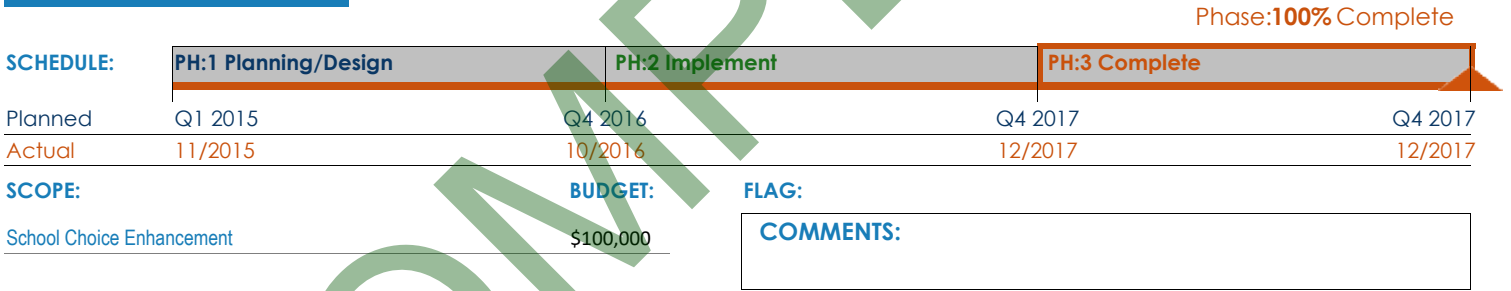 Phase:100% Complete
SCHEDULE: PH:1 Planning/Design PH:2 Implement PH:3 Complete
Planned Q1 2015 Q4 2016 Q4 2017 Q4 2017
Actual 11/2015 10/2016 12/2017 12/2017
SCOPE: BUDGET: FLAG:
School Choice Enhancement $100,000 COMMENTS: